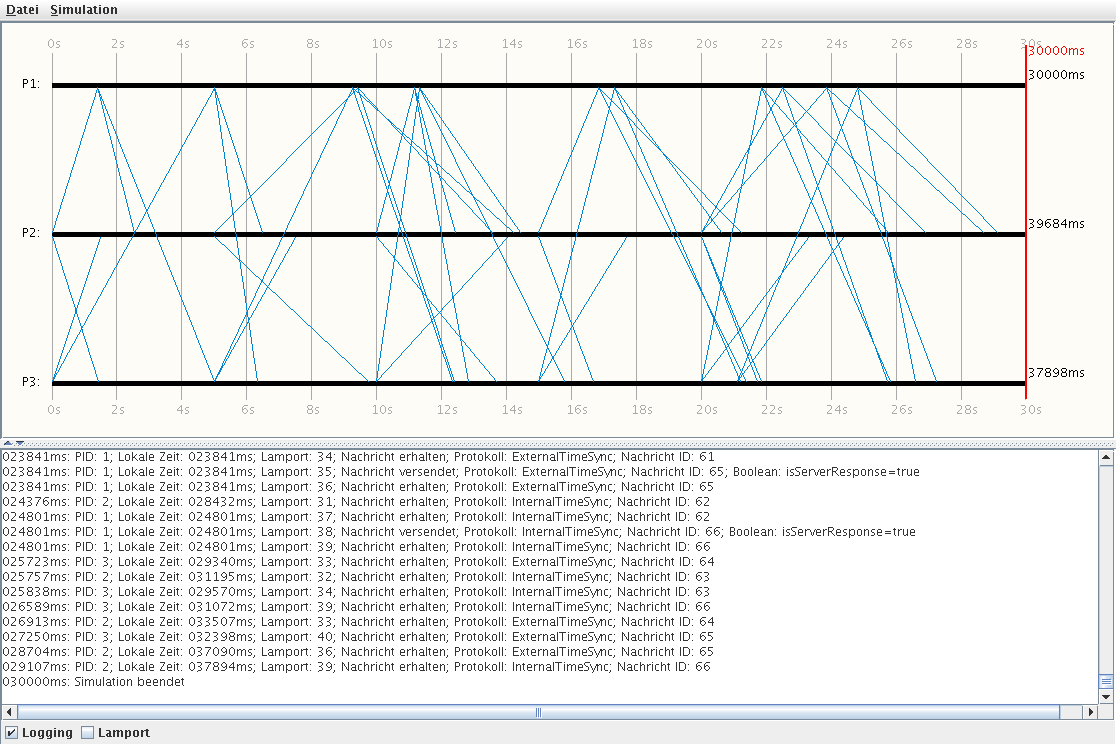 Datei Simulation
0s 2s 4s 6s 8s 10s 12s 14s 16s 18s 20s 22s 24s 26s 28s 30s
30000ms
P1: 30000ms
P2: 39684ms
P3: 37898ms
0s 2s 4s 6s 8s 10s 12s 14s 16s 18s 20s 22s 24s 26s 28s 30s
023841ms: PID: 1; Lokale Zeit: 023841ms; Lamport: 34; Nachricht erhalten; Protokoll: ExternalTimeSync; Nachricht ID: 61
023841ms: PID: 1; Lokale Zeit: 023841ms; Lamport: 35; Nachricht versendet; Protokoll: ExternalTimeSync; Nachricht ID: 65; Boolean: isServerResponse=true
023841ms: PID: 1; Lokale Zeit: 023841ms; Lamport: 36; Nachricht erhalten; Protokoll: ExternalTimeSync; Nachricht ID: 65
024376ms: PID: 2; Lokale Zeit: 028432ms; Lamport: 31; Nachricht erhalten; Protokoll: InternalTimeSync; Nachricht ID: 62
024801ms: PID: 1; Lokale Zeit: 024801ms; Lamport: 37; Nachricht erhalten; Protokoll: InternalTimeSync; Nachricht ID: 62
024801ms: PID: 1; Lokale Zeit: 024801ms; Lamport: 38; Nachricht versendet; Protokoll: InternalTimeSync; Nachricht ID: 66; Boolean: isServerResponse=true
024801ms: PID: 1; Lokale Zeit: 024801ms; Lamport: 39; Nachricht erhalten; Protokoll: InternalTimeSync; Nachricht ID: 66
025723ms: PID: 3; Lokale Zeit: 029340ms; Lamport: 33; Nachricht erhalten; Protokoll: ExternalTimeSync; Nachricht ID: 64
025757ms: PID: 2; Lokale Zeit: 031195ms; Lamport: 32; Nachricht erhalten; Protokoll: InternalTimeSync; Nachricht ID: 63
025838ms: PID: 3; Lokale Zeit: 029570ms; Lamport: 34; Nachricht erhalten; Protokoll: InternalTimeSync; Nachricht ID: 63
026589ms: PID: 3; Lokale Zeit: 031072ms; Lamport: 39; Nachricht erhalten; Protokoll: InternalTimeSync; Nachricht ID: 66
026913ms: PID: 2; Lokale Zeit: 033507ms; Lamport: 33; Nachricht erhalten; Protokoll: ExternalTimeSync; Nachricht ID: 64
027250ms: PID: 3; Lokale Zeit: 032398ms; Lamport: 40; Nachricht erhalten; Protokoll: ExternalTimeSync; Nachricht ID: 65
028704ms: PID: 2; Lokale Zeit: 037090ms; Lamport: 36; Nachricht erhalten; Protokoll: ExternalTimeSync; Nachricht ID: 65
029107ms: PID: 2; Lokale Zeit: 037894ms; Lamport: 39; Nachricht erhalten; Protokoll: InternalTimeSync; Nachricht ID: 66
030000ms: Simulation beendet
Logging Lamport